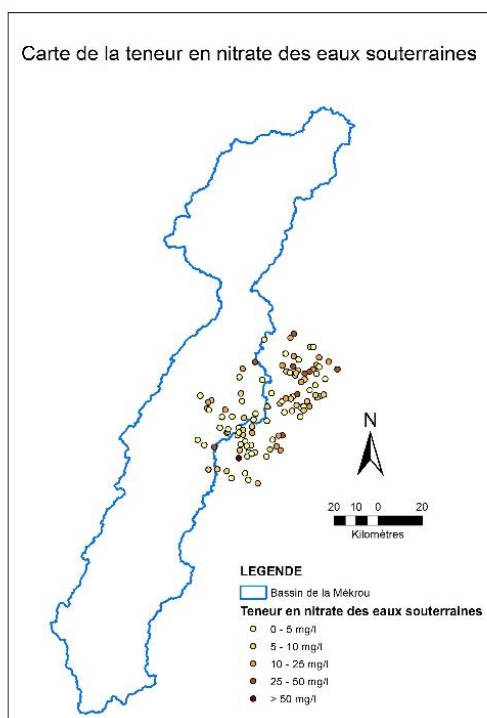 Carte de la teneur en nitrate des eaux souterraines
N
20 10 0 20
Kilomètres
LEGENDE
Bassin de la Mékrou
Teneur en nitrate des eaux souterraines
0 - 5 mg/l
5 - 10 mg/l
10 - 25 mg/l
25 - 50 mg/l
> 50 mg/l